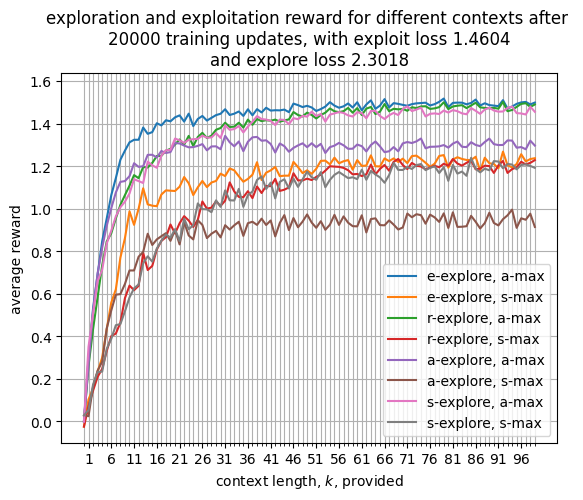 exploration and exploitation reward for different contexts after
20000 training updates, with exploit loss 1.4604
and explore loss 2.3018
average reward
1.6
1.4
1.2
1.0
0.8
0.6
0.4
0.2
0.0
e-explore, a-max
e-explore, s-max
r-explore, a-max
r-explore, s-max
a-explore, a-max
a-explore, s-max
s-explore, a-max
s-explore, s-max
1 6 11 16 21 26 31 36 41 46 51 56 61 66 71 76 81 86 91 96
context length, k, provided